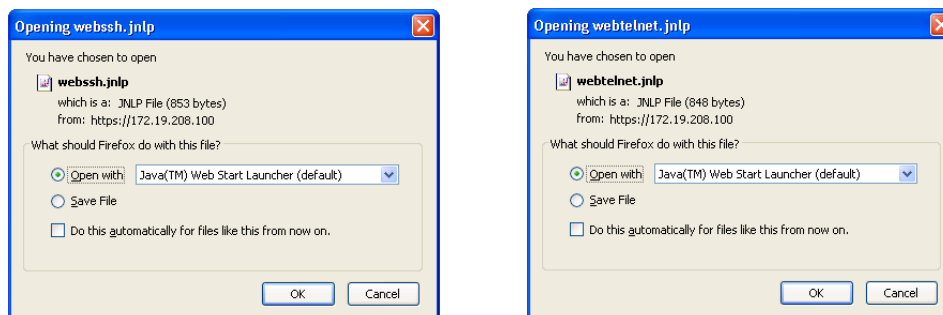 Opening webssh.jnlp
You have chosen to open
webssh.jnlp
which is a: JNLP File (853 bytes)
from: https://172.19.208.100
What should Firefox do with this file?
Open with Java(TM) Web Start Launcher (default)
Save File
Do this automatically for files like this from now on.
OK Cancel
Opening webtelnet.jnlp
You have chosen to open
webtelnet.jnlp
which is a: JNLP File (848 bytes)
from: https://172.19.208.100
What should Firefox do with this file?
Open with Java(TM) Web Start Launcher (default)
Save File
Do this automatically for files like this from now on.
OK Cancel